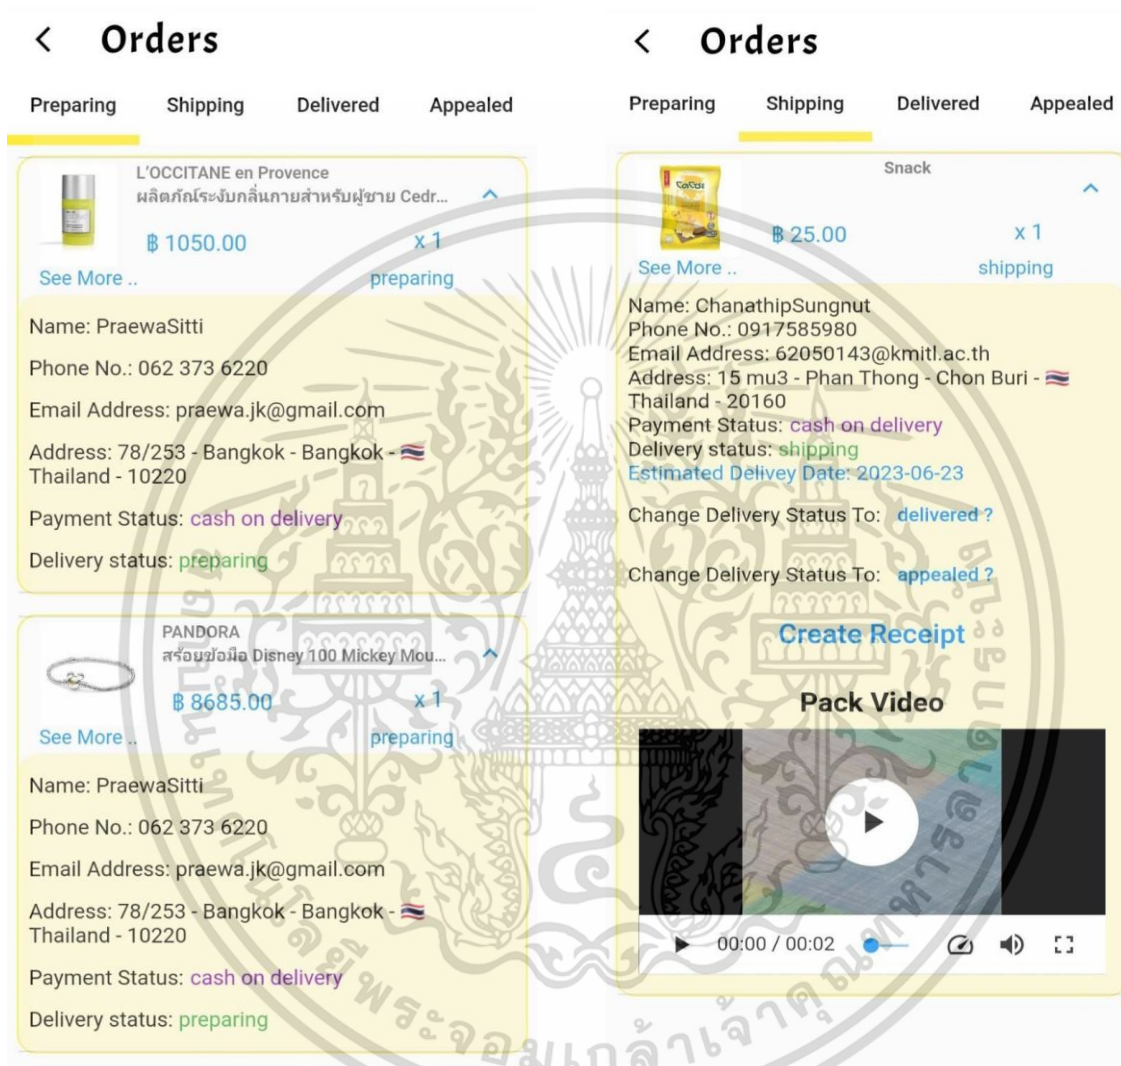 Orders
Preparing Shipping Delivered Appealed
L'OCCITANE en Provence
ผลิตภัณฑ์ระงับกลิ่นกายสำหรับผู้ชาย Cedr...
฿ 1050.00 x 1
See More .. preparing
Name: PraewaSitti
Phone No.: 062 373 6220
Email Address: praewa.jk@gmail.com
Address: 78/253 - Bangkok - Bangkok - 🇹🇭
Thailand - 10220
Payment Status: cash on delivery
Delivery status: preparing
PANDORA
สร้อยข้อมือ Disney 100 Mickey Mou...
฿ 8685.00 x 1
See More .. preparing
Name: PraewaSitti
Phone No.: 062 373 6220
Email Address: praewa.jk@gmail.com
Address: 78/253 - Bangkok - Bangkok - 🇹🇭
Thailand - 10220
Payment Status: cash on delivery
Delivery status: preparing
Orders
Preparing Shipping Delivered Appealed
Snack
฿ 25.00 x 1
See More .. shipping
Name: ChanathipSungnut
Phone No.: 0917585980
Email Address: 62050143@kmitl.ac.th
Address: 15 mu3 - Phan Thong - Chon Buri - 🇹🇭
Thailand - 20160
Payment Status: cash on delivery
Delivery status: shipping
Estimated Delivey Date: 2023-06-23
Change Delivery Status To: delivered ?
Change Delivery Status To: appealed ?
Create Receipt
Pack Video
00:00 / 00:02